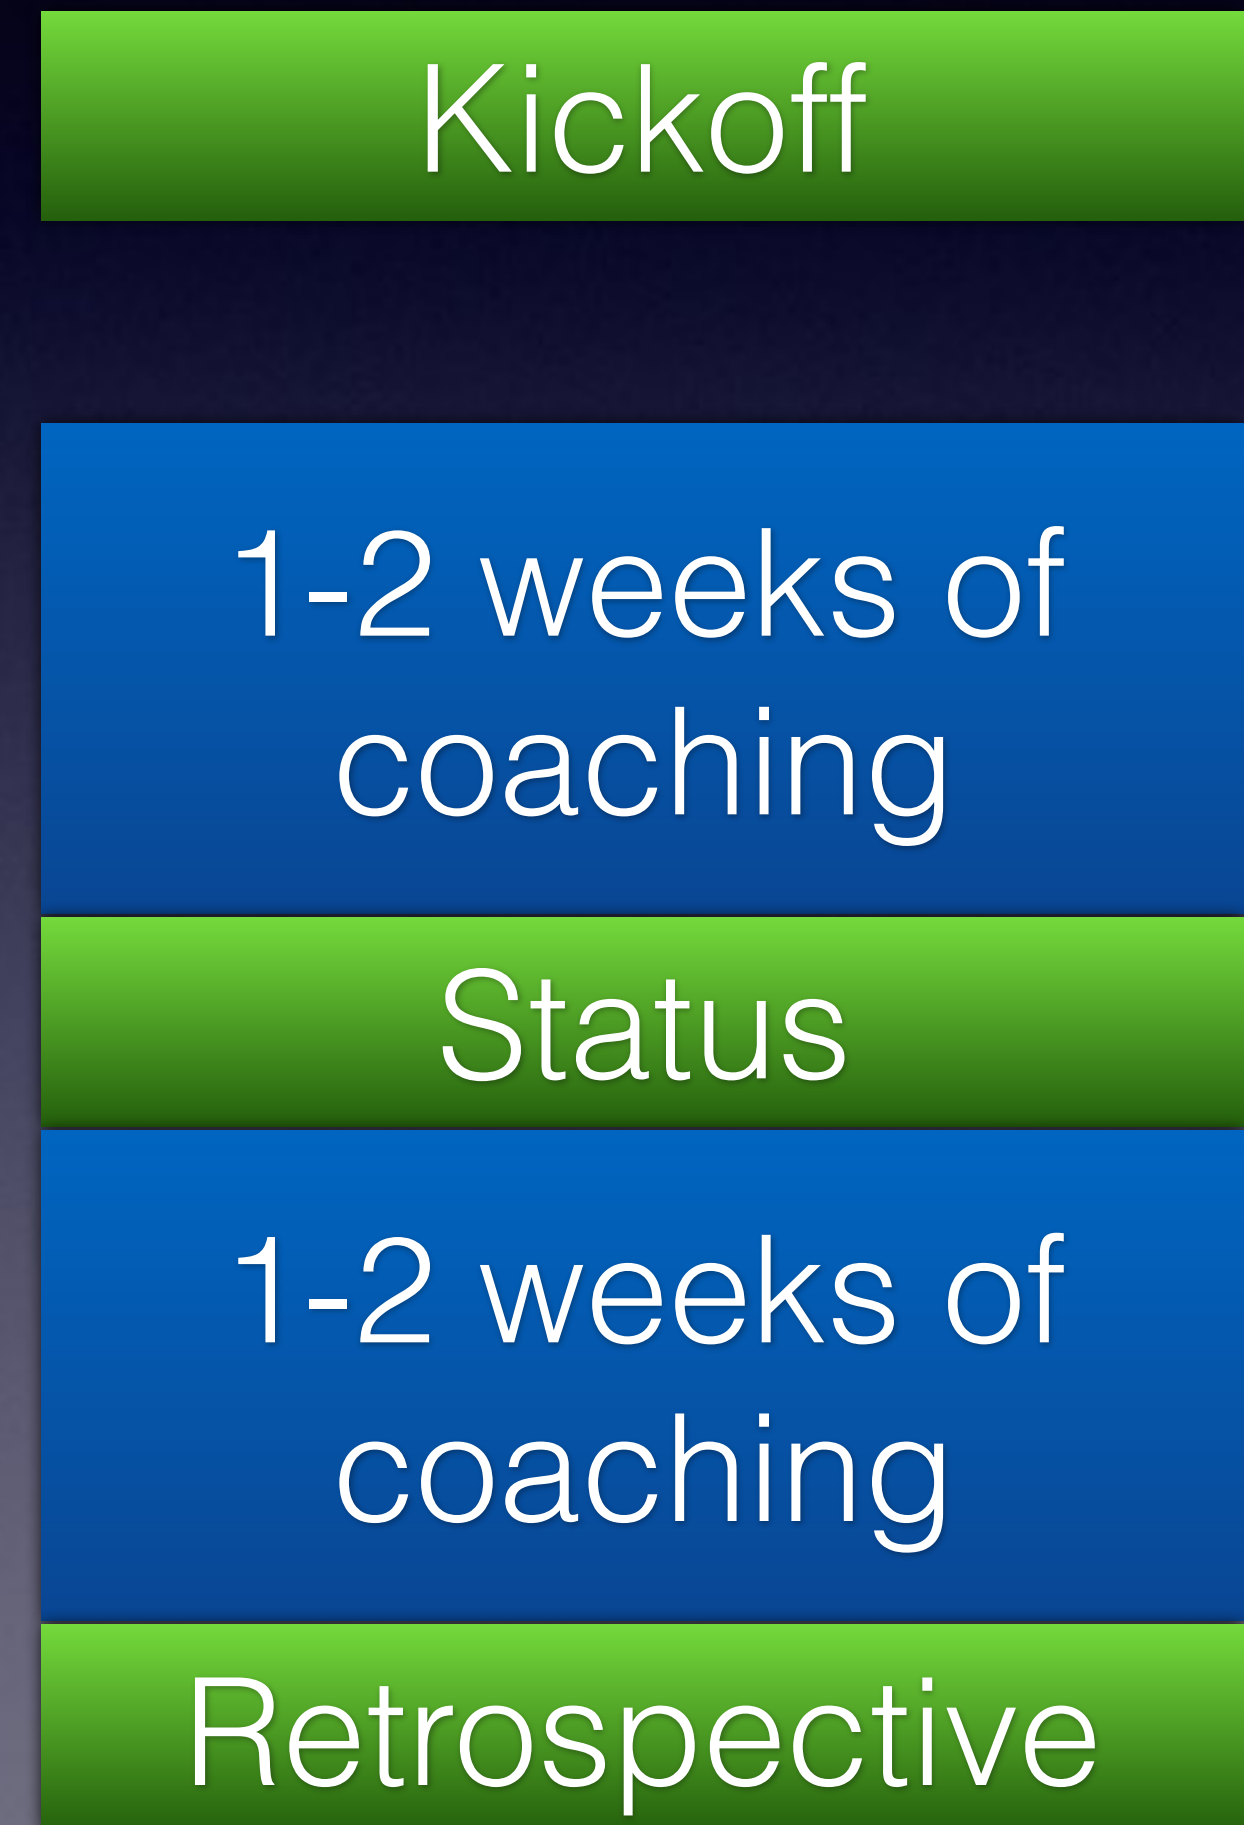 Kickoff
1-2 weeks of
coaching
Status
1-2 weeks of
coaching
Retrospective